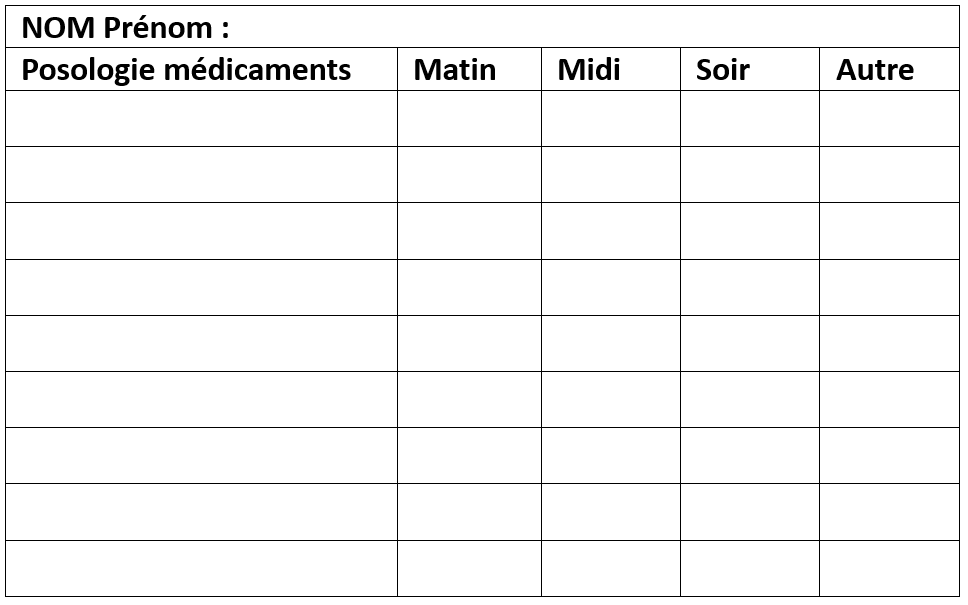 NOM Prénom :
Posologie médicaments Matin Midi Soir Autre